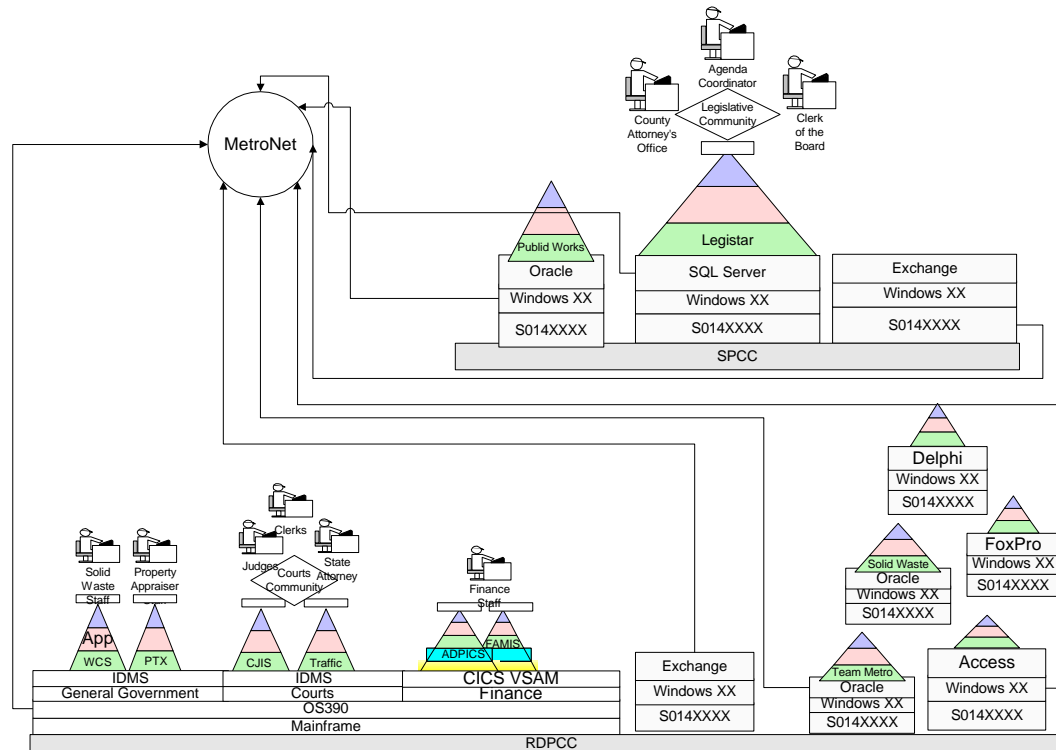 Agenda
Coordinator
Legislative
Community
County
Attorney's
Office
Clerk
of the
Board
MetroNet
Publid Works
Legistar
Oracle
SQL Server
Exchange
Windows XX
Windows XX
Windows XX
S014XXXX
S014XXXX
S014XXXX
SPCC
Delphi
Windows XX
S014XXXX
FoxPro
Windows XX
S014XXXX
Solid Waste
Oracle
Windows XX
S014XXXX
Clerks
Judges
State
Attorney
Courts
Community
Solid
Waste
Staff
Property
Appraiser
Finance
Staff
App
WCS
PTX
CJIS
Traffic
FAMIS
ADPICS
IDMS
IDMS
CICS VSAM
General Government
Courts
Finance
OS390
Mainframe
Exchange
Windows XX
S014XXXX
Team Metro
Oracle
Windows XX
S014XXXX
Access
Windows XX
S014XXXX
RDPCC